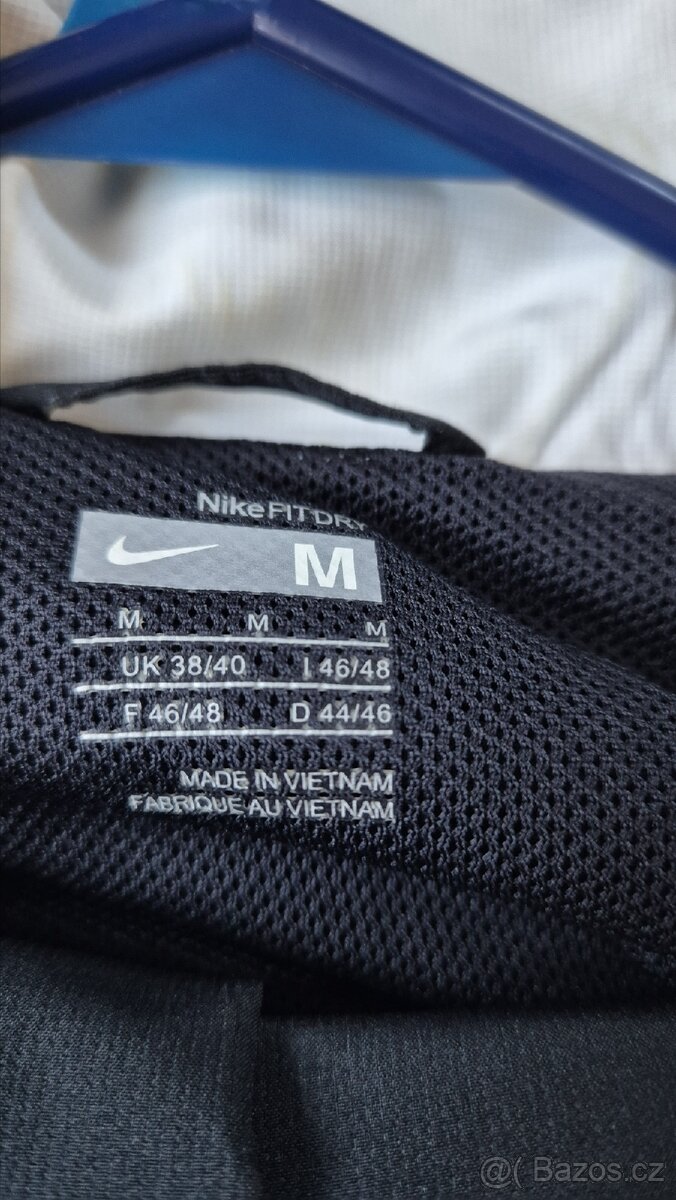 Nike FIT DRY
M
M M M
UK 38/40 I 46/48
F 46/48 D 44/46
MADE IN VIETNAM
FABRIQUE AU VIETNAM
@( Bazos.cz